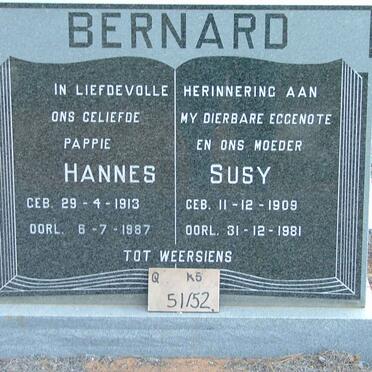 BERNARD
IN LIEFDEVOLLE HERINNERING AAN
ONS GELIEFDE
PAPPIE
HANNES
GEB. 29-4-1913
OORL. 6-7-1987
MY DIERBARE EGGENOTE
EN ONS MOEDER
SUSY
GEB. 11-12-1909
OORL. 31-12-1981
TOT WEERSIENS
Q K5
51/52.